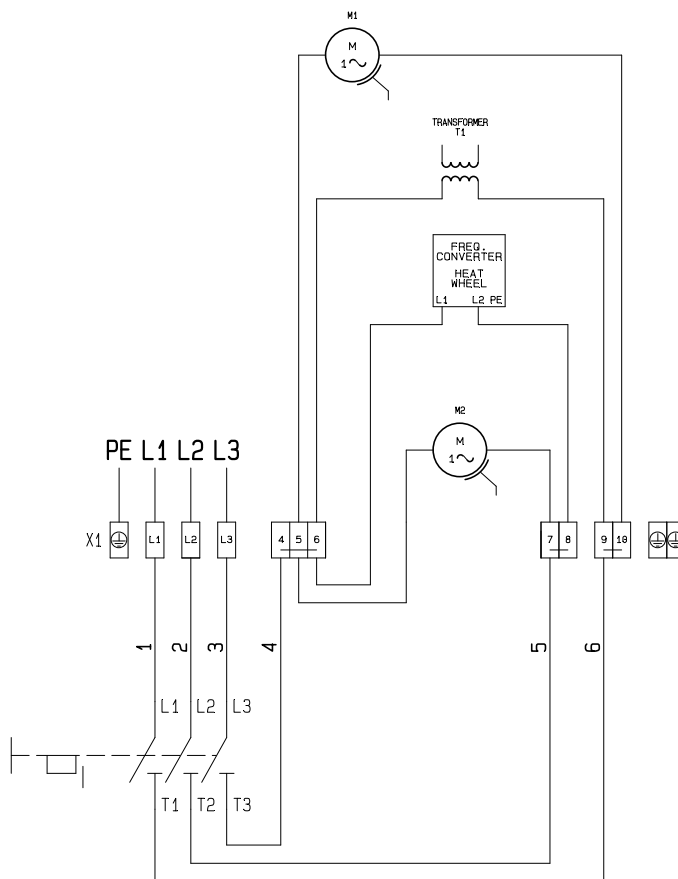 M1
M
1
TRANSFORMER
T1
FREQ.
CONVERTER
HEAT
WHEEL
L1 L2 PE
M2
M
1
PE L1 L2 L3
X1 L1 L2 L3 4 5 6 7 8 9 10
1 2 3 4 5 6
L1 L2 L3
T1 T2 T3